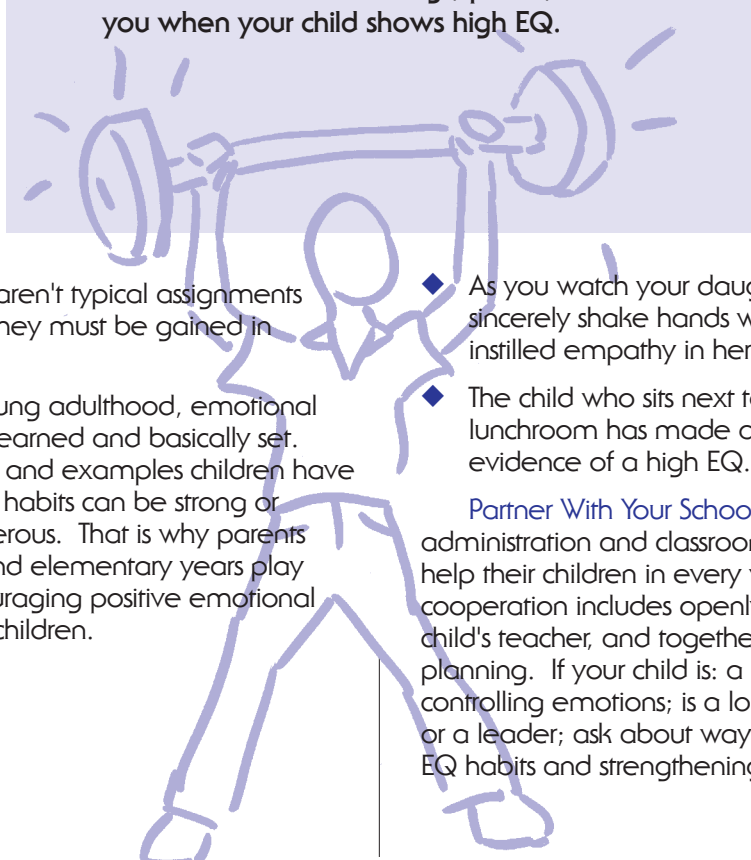 you when your child shows high EQ.
aren't typical assignments
they must be gained in
ung adulthood, emotional
earned and basically set.
and examples children have
habits can be strong or
erous. That is why parents
nd elementary years play
uraging positive emotional
children.
◆ As you watch your daug
sincerely shake hands w
instilled empathy in her
◆ The child who sits next t
lunchroom has made a
evidence of a high EQ.
Partner With Your Schoo
administration and classroo
help their children in every
cooperation includes openl
child's teacher, and togethe
planning. If your child is: a
controlling emotions; is a lo
or a leader; ask about way
EQ habits and strengthening